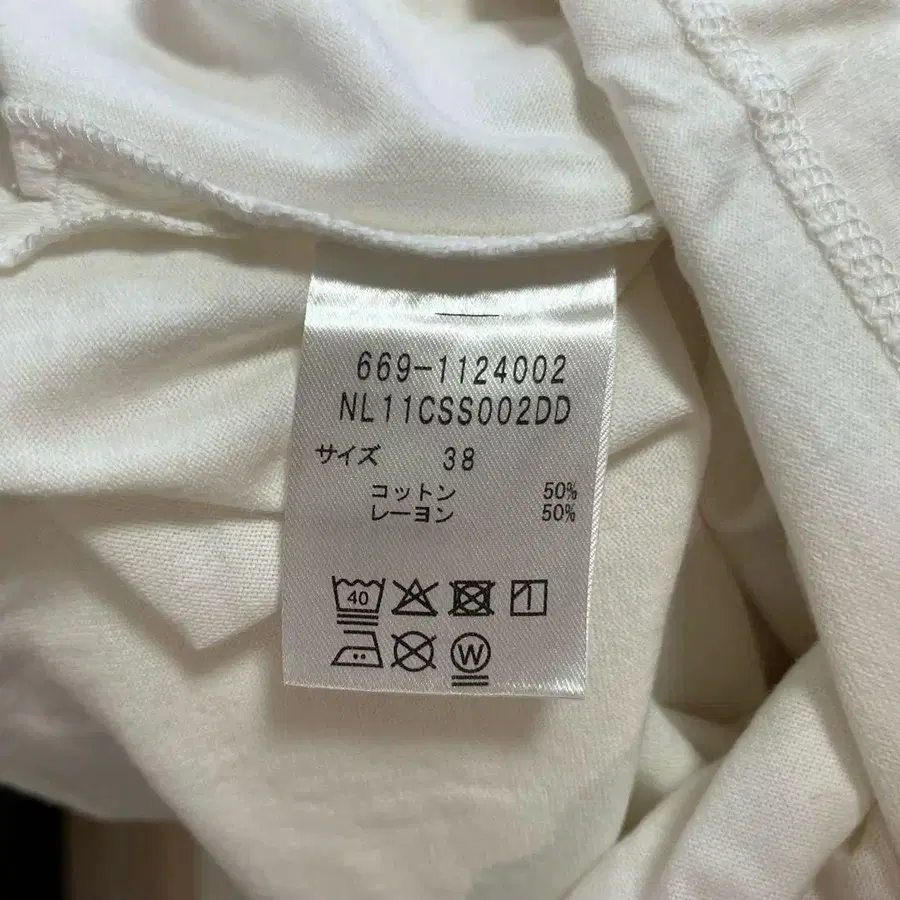 669-1124002
NL11CSS002DD
サイズ 38
コットン 50%
レーヨン 50%
40
W